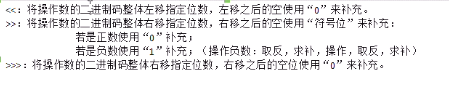 <<: 将操作数的二进制码整体左移指定位数，左移之后的空使用“0”来补充。
>>: 将操作数的二进制码整体右移指定位数，右移之后的空使用“符号位”来补充：
若是正数使用“0”补充；
若是负数使用“1”补充；（操作负数：取反，求补，操作，取反，求补）
>>>: 将操作数的二进制码整体右移指定位数，右移之后的空位使用“0”来补充。